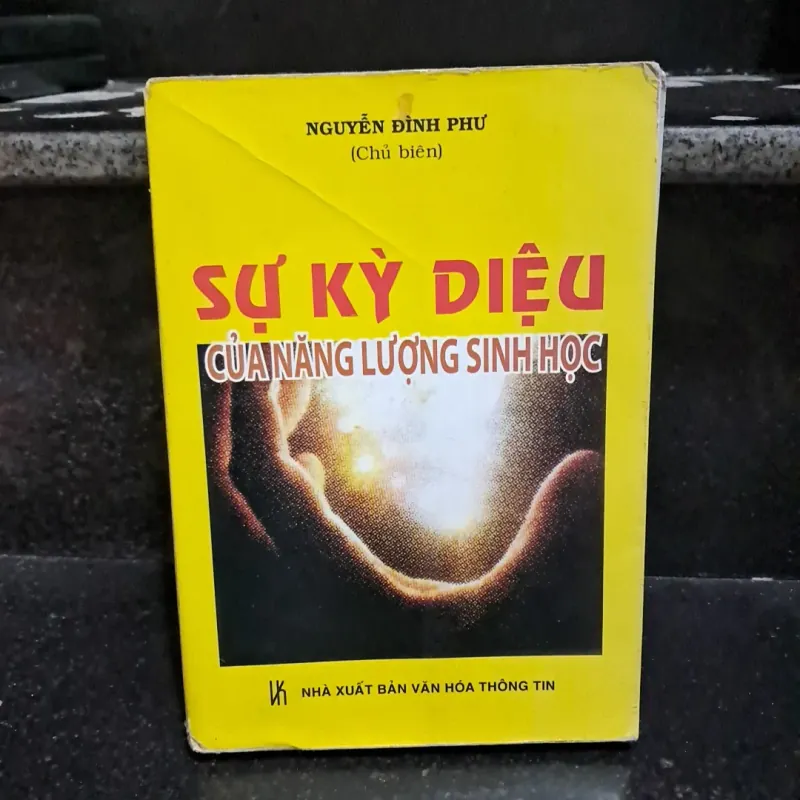 NGUYỄN ĐÌNH PHƯ
(Chủ biên)
SỰ KỲ DIỆU
CỦA NĂNG LƯỢNG SINH HỌC
NHÀ XUẤT BẢN VĂN HÓA THÔNG TIN